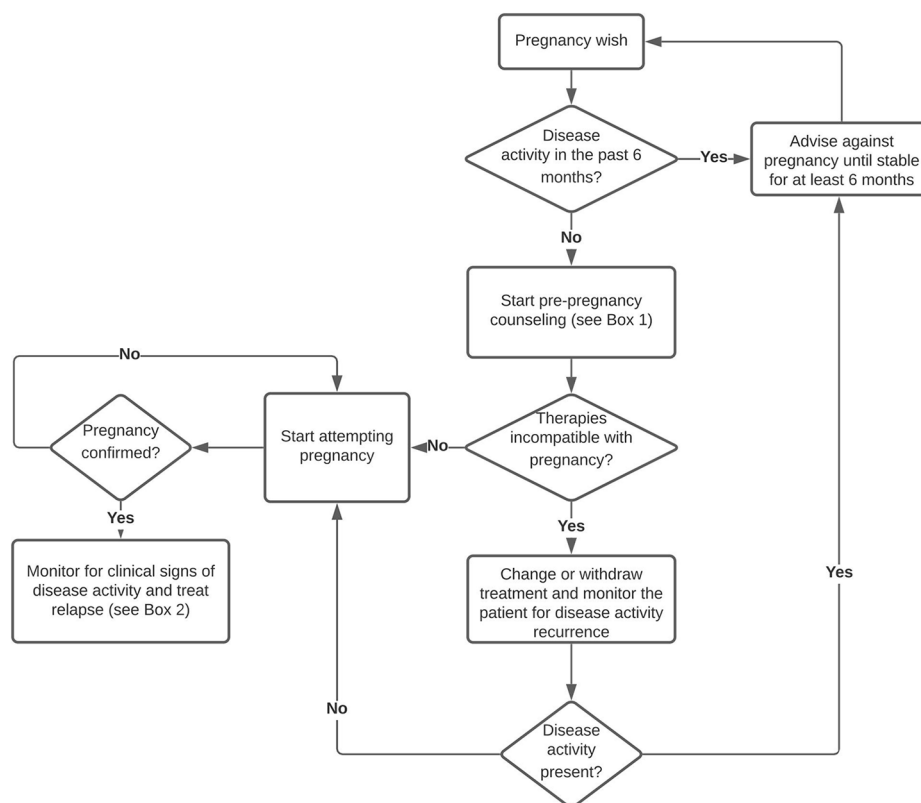 Pregnancy wish
Disease
activity in the past 6
months?
Yes
Advise against
pregnancy until stable
for at least 6 months
No
Start pre-pregnancy
counseling (see Box 1)
No
Pregnancy
confirmed?
Start attempting
pregnancy
No
Therapies
incompatible with
pregnancy?
Yes
Yes
Monitor for clinical signs of
disease activity and treat
relapse (see Box 2)
Change or withdraw
treatment and monitor the
patient for disease activity
recurrence
Yes
No
Disease
activity
present?